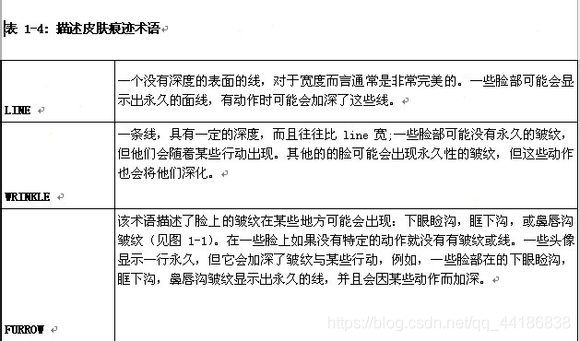 表 1-4: 描述皮肤痕迹术语
LINE
一个没有深度的表面的线，对于宽度而言通常是非常完美的。一些脸部可能会显
示出永久的面线，有动作时可能会加深了这些线。
WRINKLE
一条线，具有一定的深度，而且往往比 line 宽;一些脸部可能没有永久的皱纹，
但他们会随着某些行动出现。其他的的脸可能会出现永久性的皱纹，但这些动作
也会将他们深化。
FURROW
该术语描述了脸上的皱纹在某些地方可能会出现：下眼睑沟，眶下沟，或鼻唇沟
皱纹（见图 1-1）。在一些脸上如果没有特定的动作就没有有皱纹或线。一些头像
显示一行永久，但它会加深了皱纹与某些行动，例如，一些脸部在的下眼睑沟，
眶下沟，鼻唇沟皱纹显示出永久的线，并且会因某些动作而加深。
https://blog.csdn.net/qq_44186838